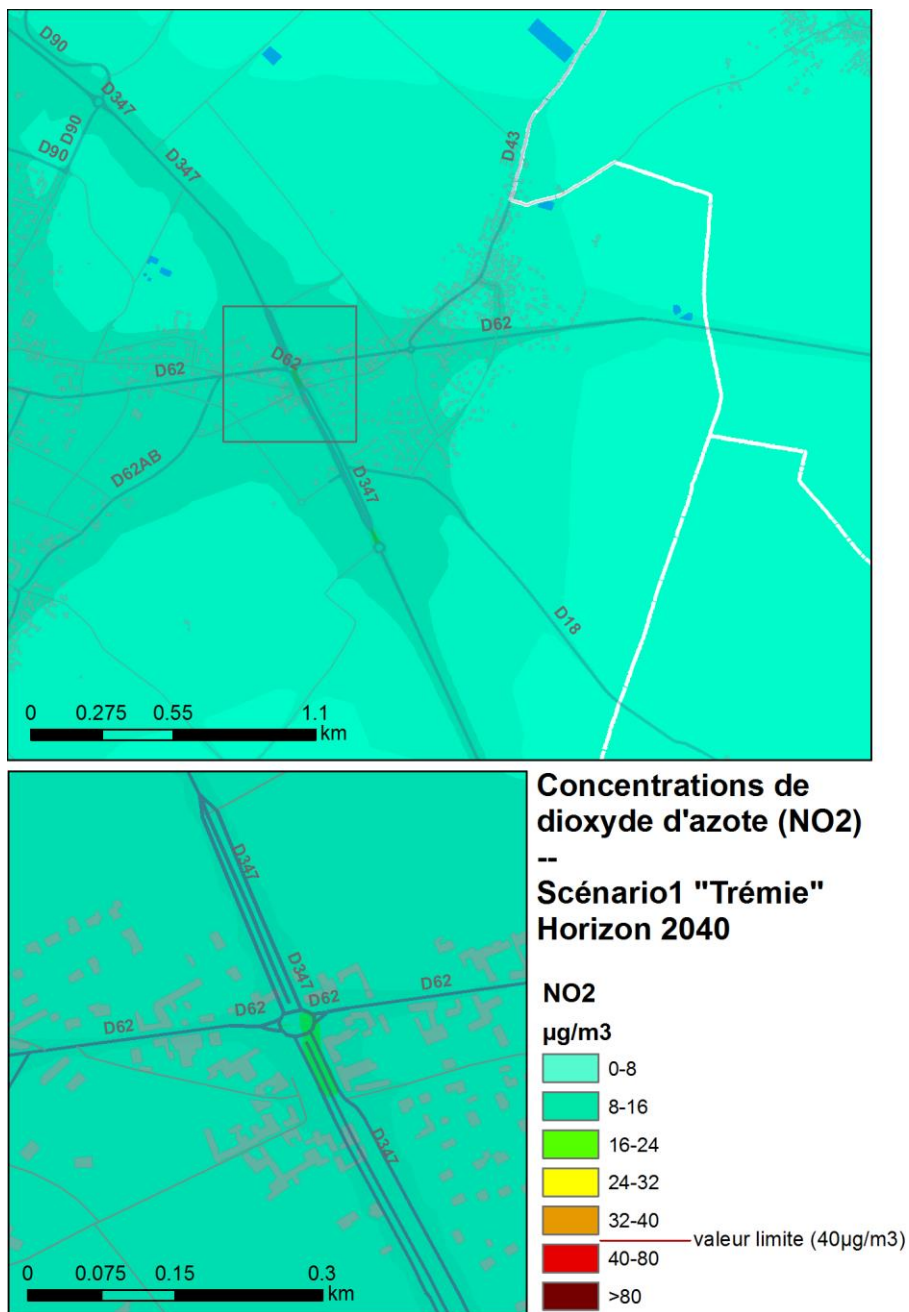 D90
D347
D90
D90
D347
D43
D62
D62
D62
D62AB
D347
D18
0 0.275 0.55 1.1
km
Concentrations de
dioxyde d'azote (NO2)
--
Scénario1 "Trémie"
Horizon 2040
D347
D347
D62
D62
D62
D347
0 0.075 0.15 0.3
km
NO2
µg/m3
0-8
8-16
16-24
24-32
32-40
valeur limite (40µg/m3)
40-80
>80